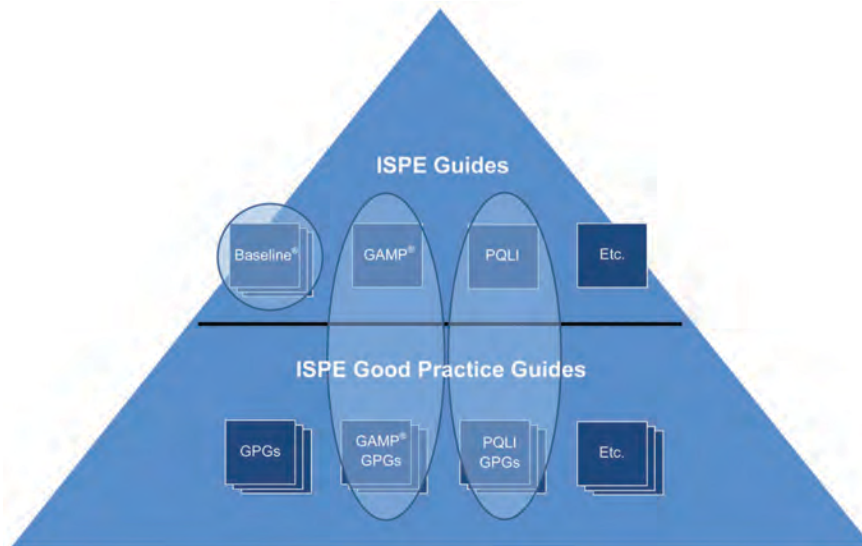 ISPE Guides
Baseline®
GAMP®
PQLI
Etc.
ISPE Good Practice Guides
GPGs
GAMP®
GPGs
PQLI
GPGs
Etc.